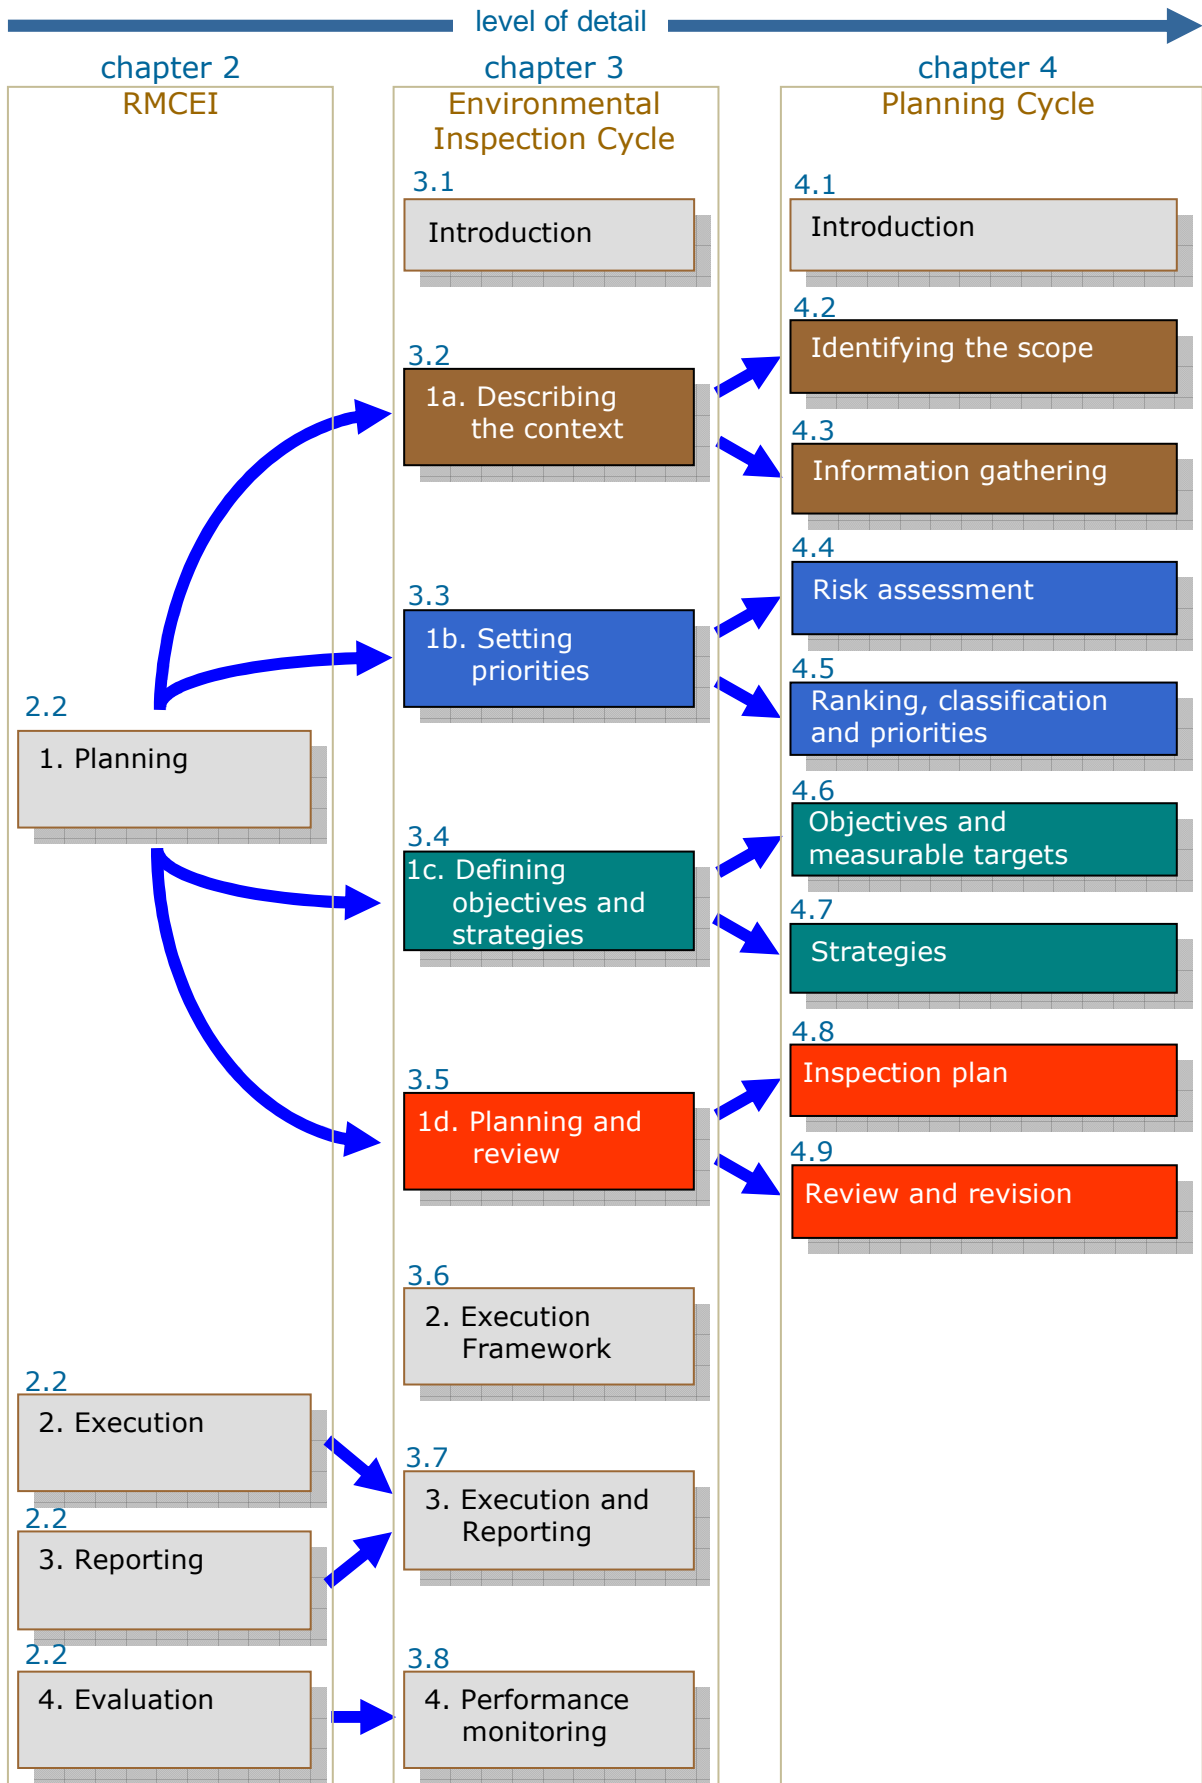 level of detail
chapter 2
RMCEI
2.2
1. Planning
2.2
2. Execution
2.2
3. Reporting
2.2
4. Evaluation
chapter 3
Environmental
Inspection Cycle
3.1
Introduction
3.2
1a. Describing
the context
3.3
1b. Setting
priorities
3.4
1c. Defining
objectives and
strategies
3.5
1d. Planning and
review
3.6
2. Execution
Framework
3.7
3. Execution and
Reporting
3.8
4. Performance
monitoring
chapter 4
Planning Cycle
4.1
Introduction
4.2
Identifying the scope
4.3
Information gathering
4.4
Risk assessment
4.5
Ranking, classification
and priorities
4.6
Objectives and
measurable targets
4.7
Strategies
4.8
Inspection plan
4.9
Review and revision